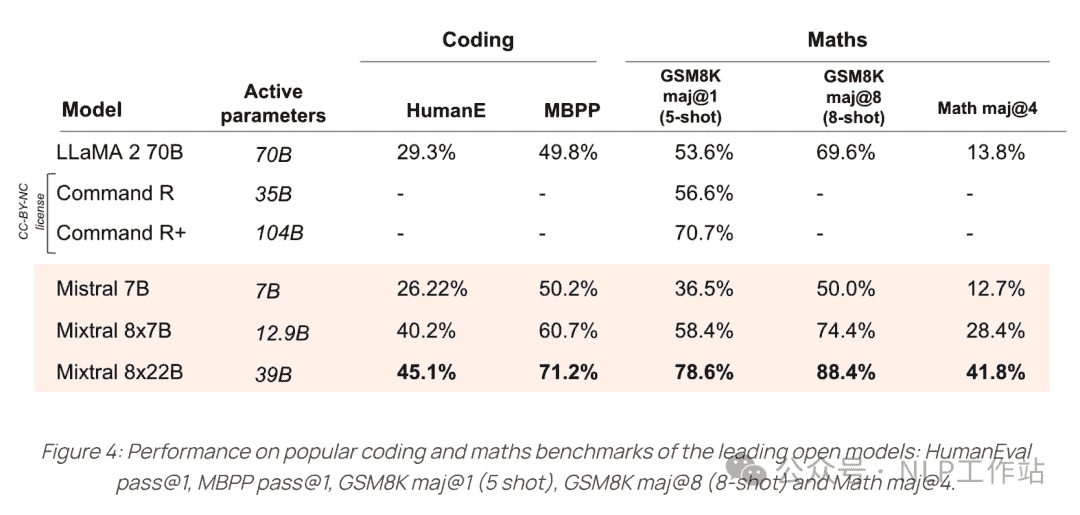 Coding Maths
Model Active parameters HumanE MBPP GSM8K maj@1 (5-shot) GSM8K maj@8 (8-shot) Math maj@4
LLaMA 2 70B 70B 29.3% 49.8% 53.6% 69.6% 13.8%
CC-BY-NC license
Command R 35B - - 56.6% - -
Command R+ 104B - - 70.7% - -
Mistral 7B 7B 26.22% 50.2% 36.5% 50.0% 12.7%
Mixtral 8x7B 12.9B 40.2% 60.7% 58.4% 74.4% 28.4%
Mixtral 8x22B 39B 45.1% 71.2% 78.6% 88.4% 41.8%
Figure 4: Performance on popular coding and maths benchmarks of the leading open models: HumanEval
pass@1, MBPP pass@1, GSM8K maj@1 (5 shot), GSM8K maj@8 (8-shot) and Math maj@4.
公众号 · NLP工作站